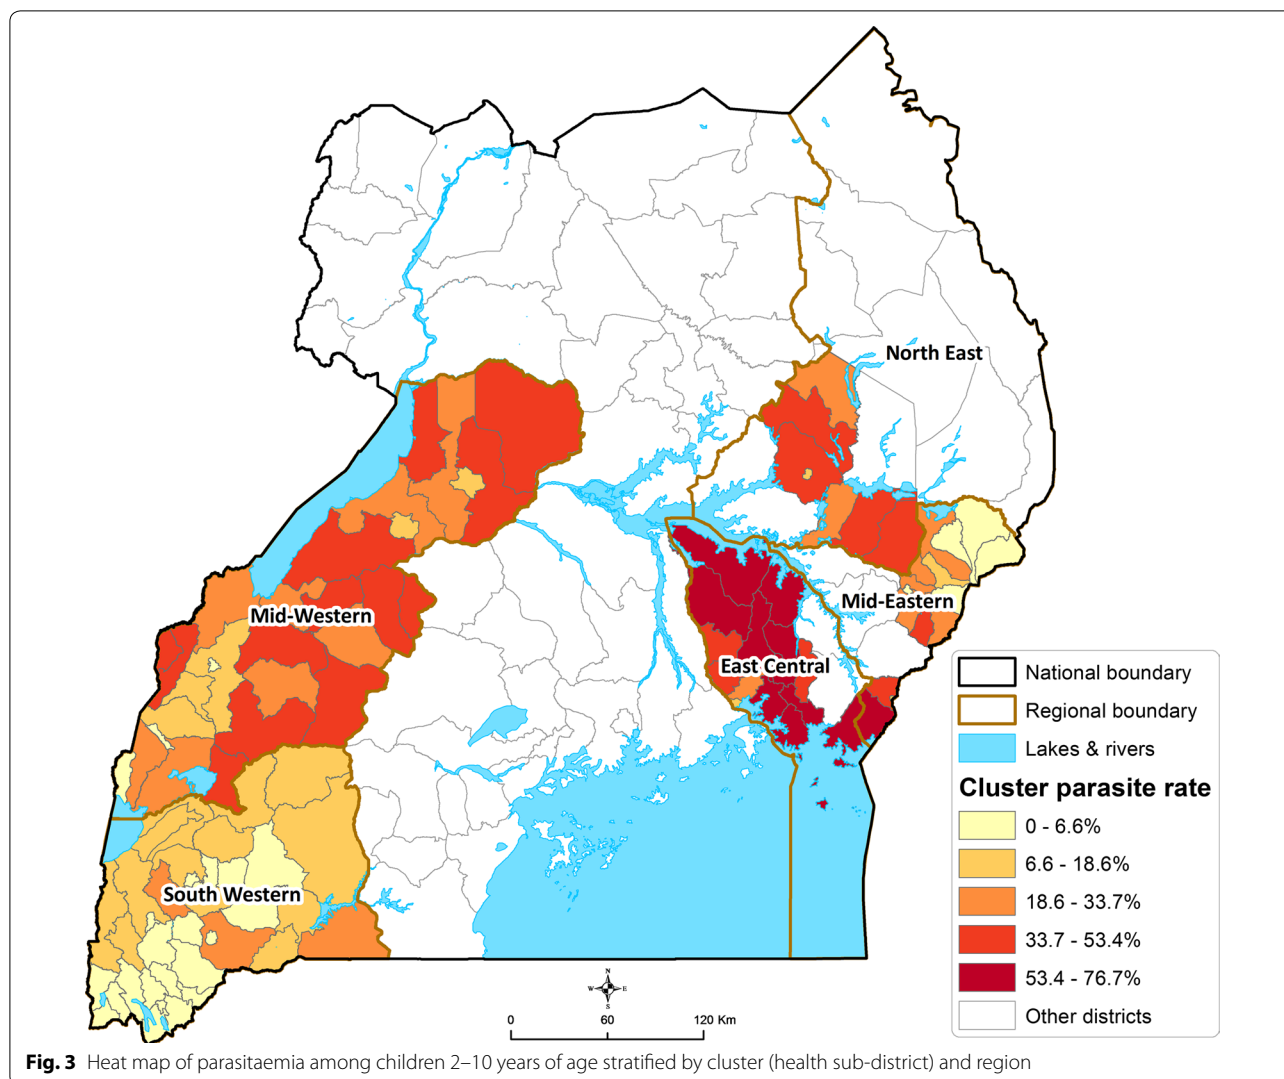 North East
Mid-Western
Mid-Eastern
East Central
South Western
National boundary
Regional boundary
Lakes & rivers
Cluster parasite rate
0 - 6.6%
6.6 - 18.6%
18.6 - 33.7%
33.7 - 53.4%
53.4 - 76.7%
Other districts
N
W E
S
0 60 120 Km
Fig. 3 Heat map of parasitaemia among children 2–10 years of age stratified by cluster (health sub-district) and region